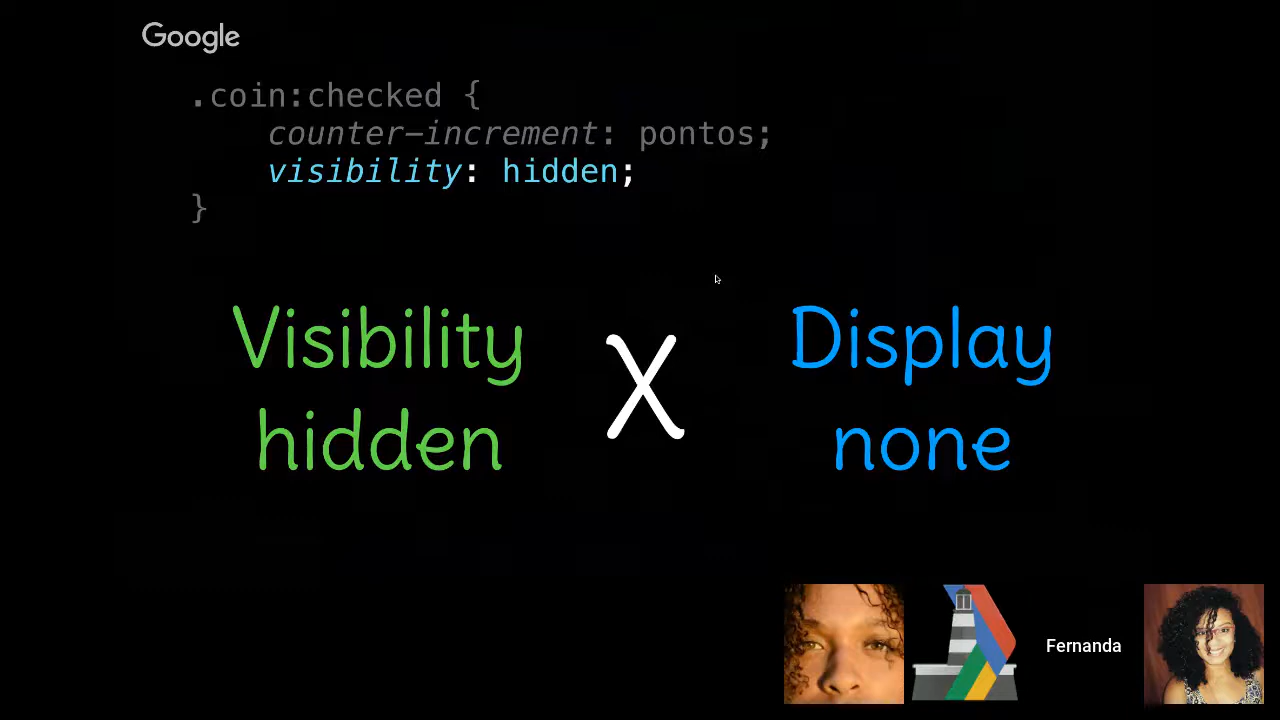 Google
.coin:checked {
counter-increment: pontos;
visibility: hidden;
}
Visibility
hidden
X
Display
none
Fernanda